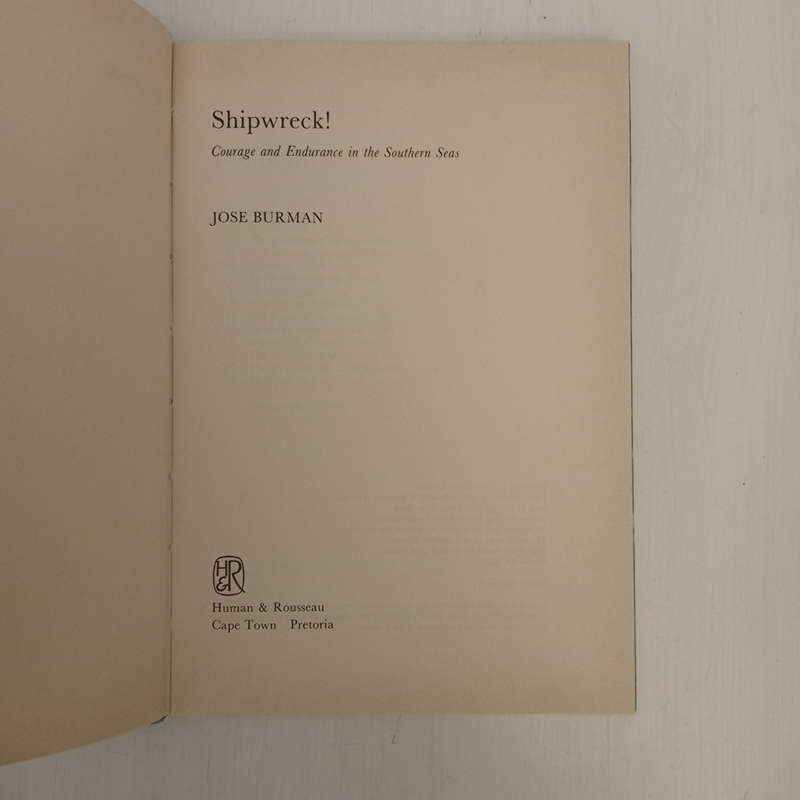 Shipwreck!
Courage and Endurance in the Southern Seas
JOSE BURMAN
H&R
Human & Rousseau
Cape Town Pretoria